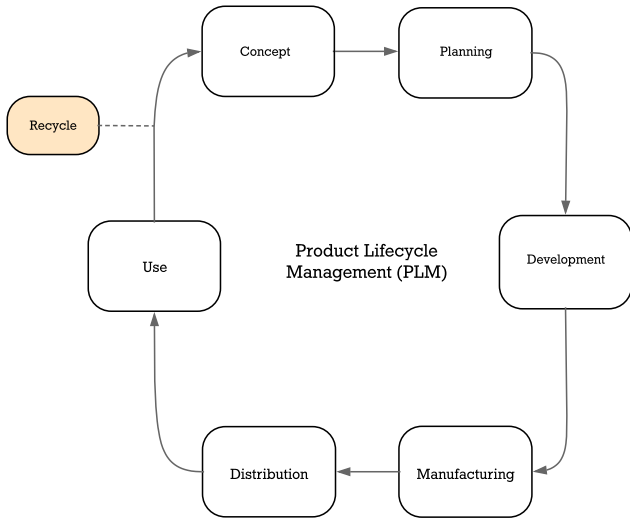 Concept
Planning
Recycle
Development
Product Lifecycle
Management (PLM)
Use
Distribution
Manufacturing